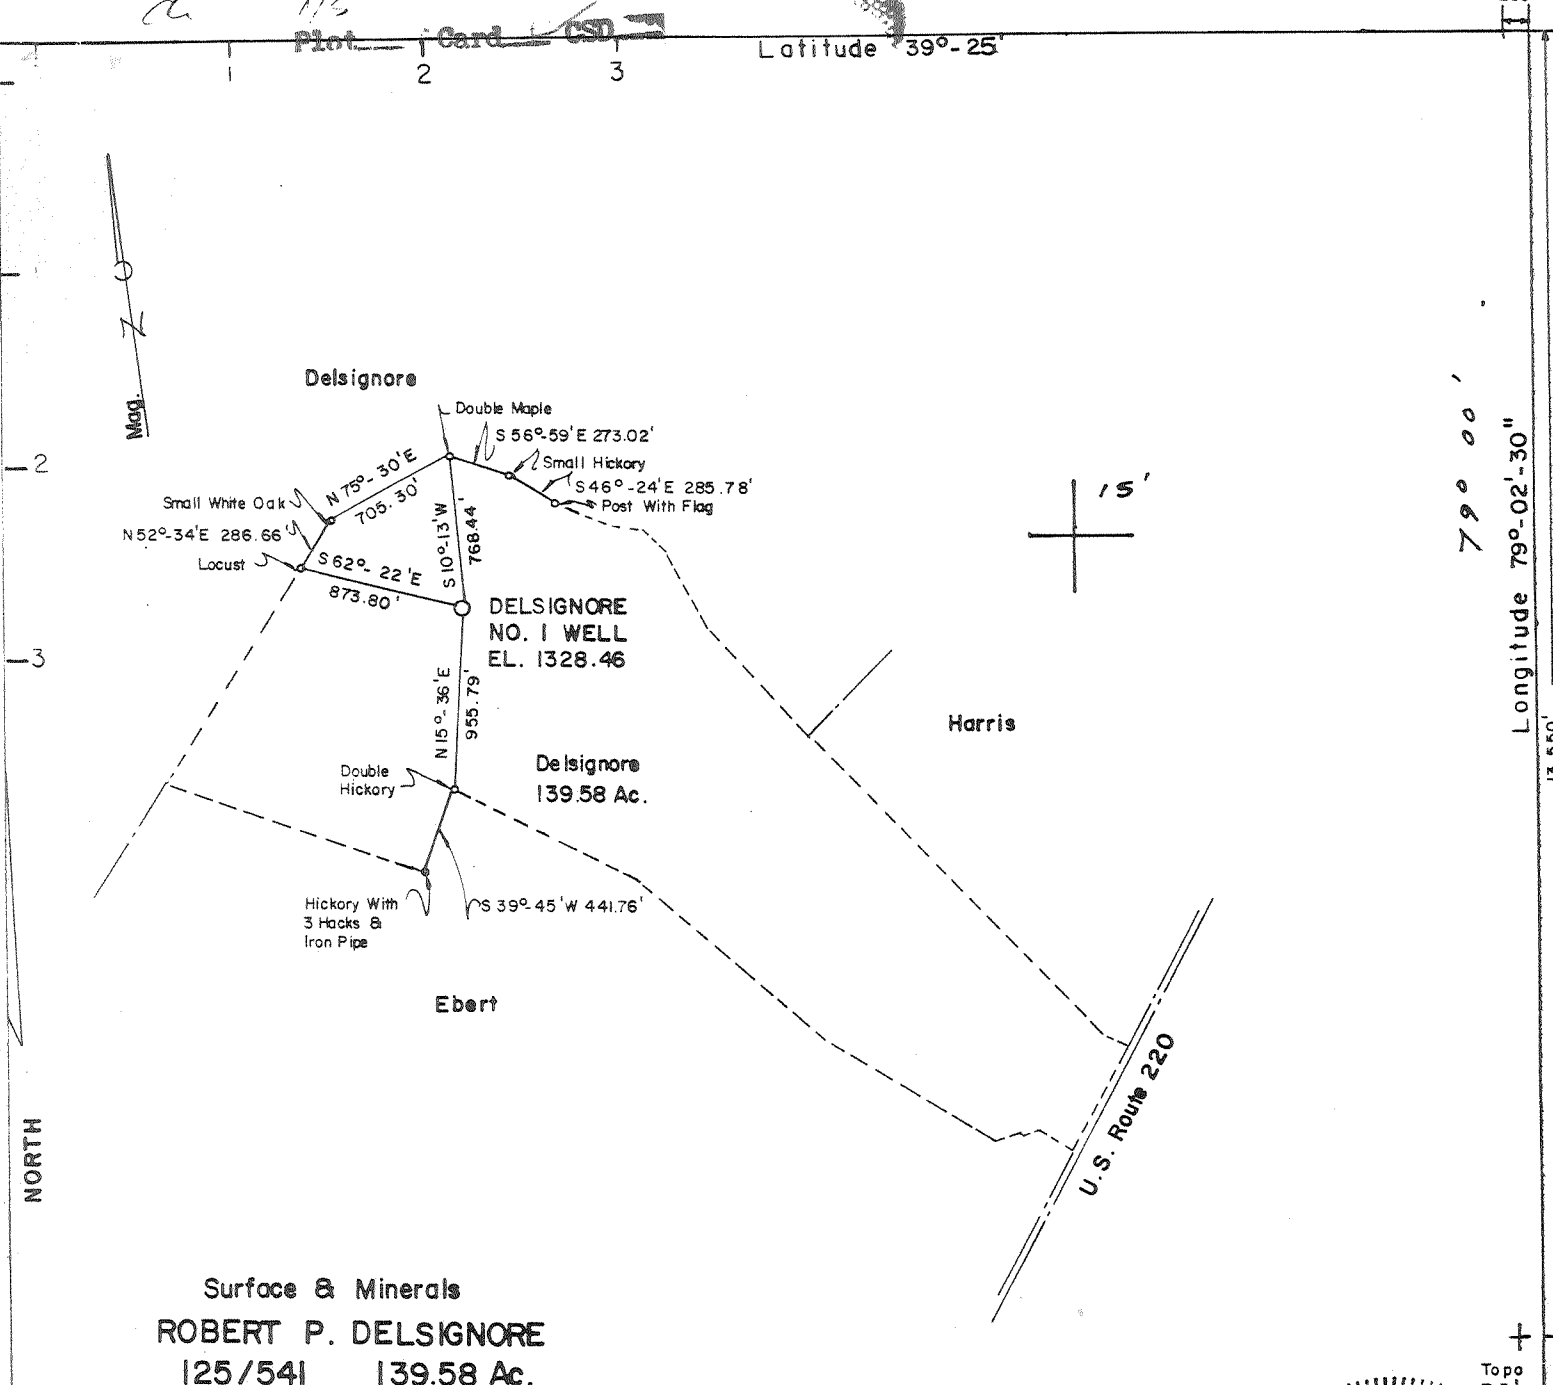 Plot Card CSD
Latitude 39°-25'
1 2 3
2
3
Mag.
N
Delsignore
Double Maple
S 56°-59'E 273.02'
Small Hickory
S 46°-24'E 285.78'
Post With Flag
N 75°-30'E
705.30'
Small White Oak
N 52°-34'E 286.66'
Locust
S 62°-22'E
873.80'
S 10°-13'W
768.44'
DELSIGNORE
NO. 1 WELL
EL. 1328.46
N 15°-36'E
955.79'
Double
Hickory
Delsignore
139.58 Ac.
Hickory With
3 Hacks &
Iron Pipe
S 39°-45'W 441.76'
Ebert
Harris
15'
79° 00'
Longitude 79°-02'-30"
U.S. Route 220
NORTH
Surface & Minerals
ROBERT P. DELSIGNORE
125/541 139.58 Ac.
Topo